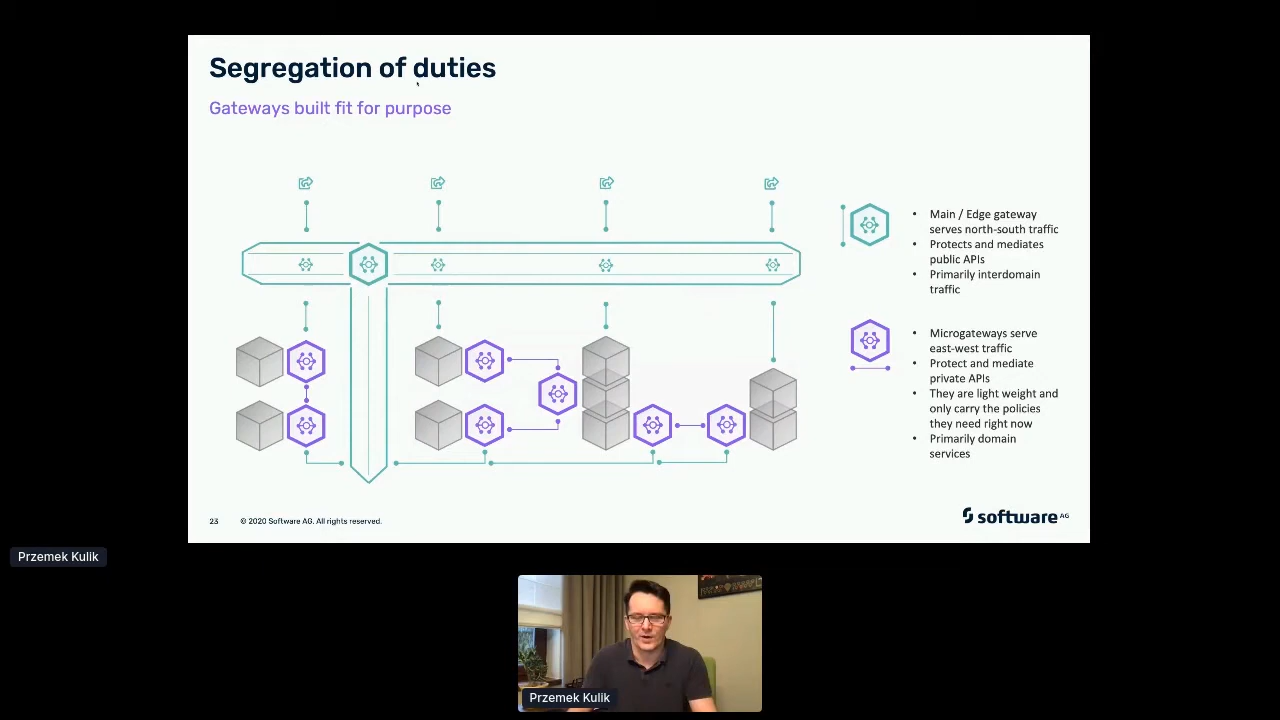 Segregation of duties
Gateways built fit for purpose
• Main / Edge gateway
serves north-south traffic
• Protects and mediates
public APIs
• Primarily interdomain
traffic
• Microgateways serve
east-west traffic
• Protect and mediate
private APIs
• They are light weight and
only carry the policies
they need right now
• Primarily domain
services
23 © 2020 Software AG. All rights reserved.
software AG
Przemek Kulik
Przemek Kulik